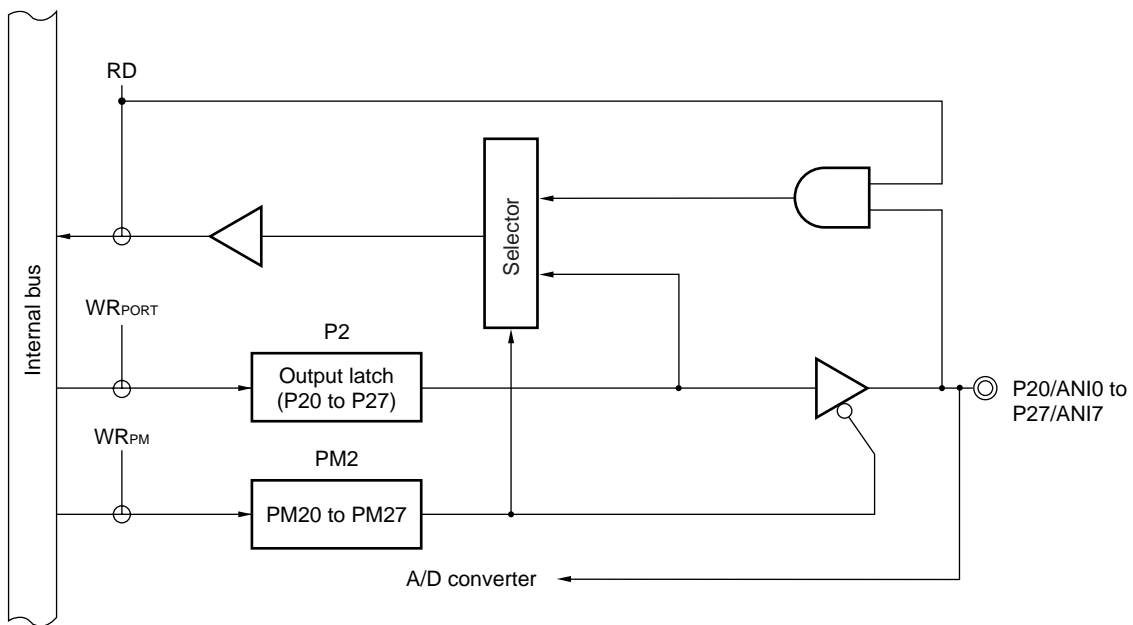 RD
Selector
Internal bus
WRPORT
P2
Output latch
(P20 to P27)
P20/ANI0 to
P27/ANI7
WRPM
PM2
PM20 to PM27
A/D converter